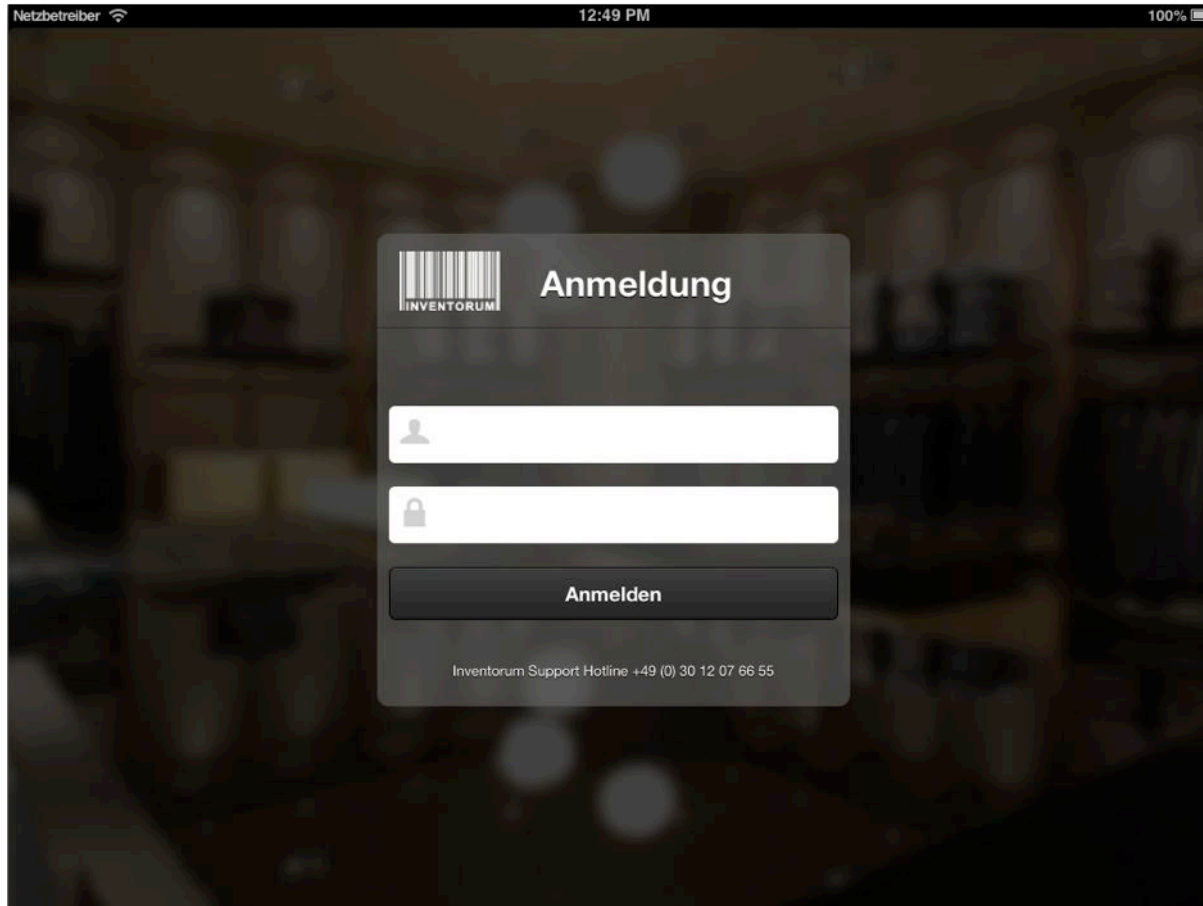 Netzbetreiber 12:49 PM 100%
INVENTORUM
Anmeldung
Anmelden
Inventorum Support Hotline +49 (0) 30 12 07 66 55